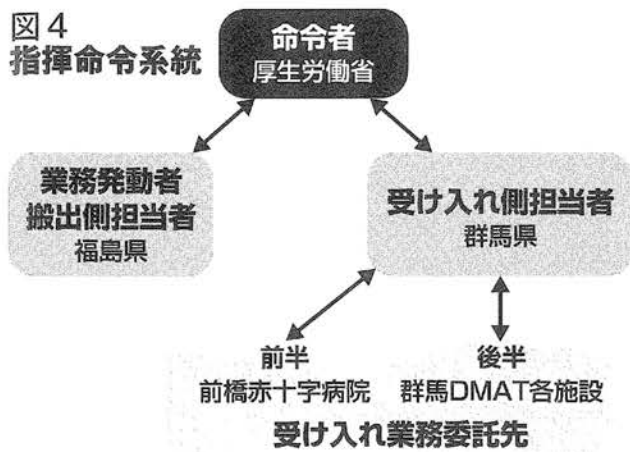 図4
指揮命令系統
命令者
厚生労働省
業務発動者
搬出側担当者
福島県
受け入れ側担当者
群馬県
前半
前橋赤十字病院
後半
群馬DMAT各施設
受け入れ業務委託先